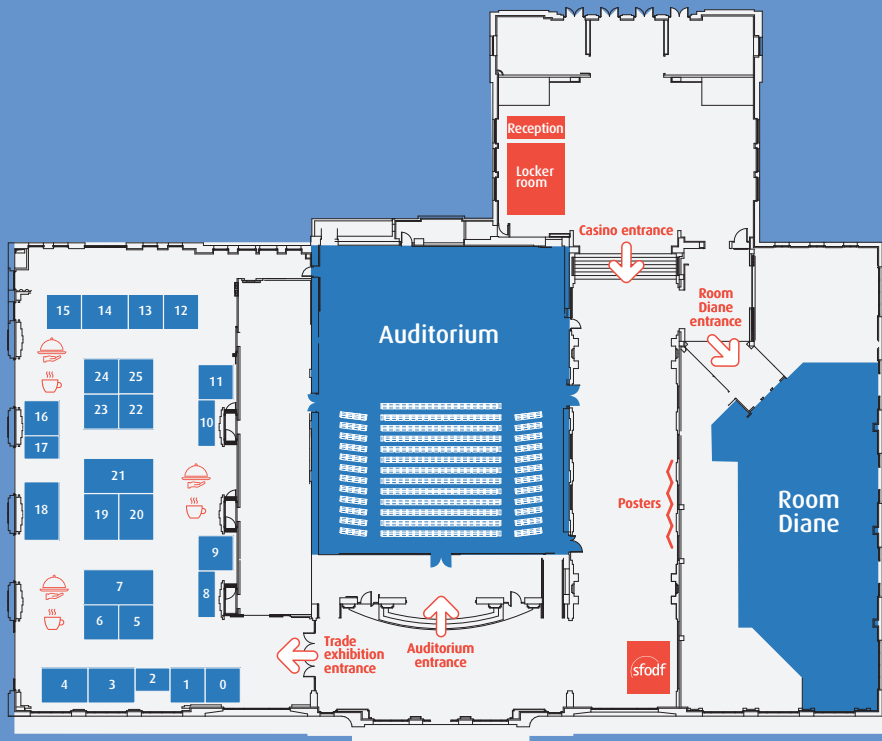 Reception
Locker
room
Casino entrance
Room
Diane
entrance
15
14
13
12
Auditorium
24
25
11
16
23
22
10
17
21
18
19
20
Posters
Room
Diane
9
7
8
6
5
Trade
exhibition
entrance
Auditorium
entrance
sfodf
4
3
2
1
0